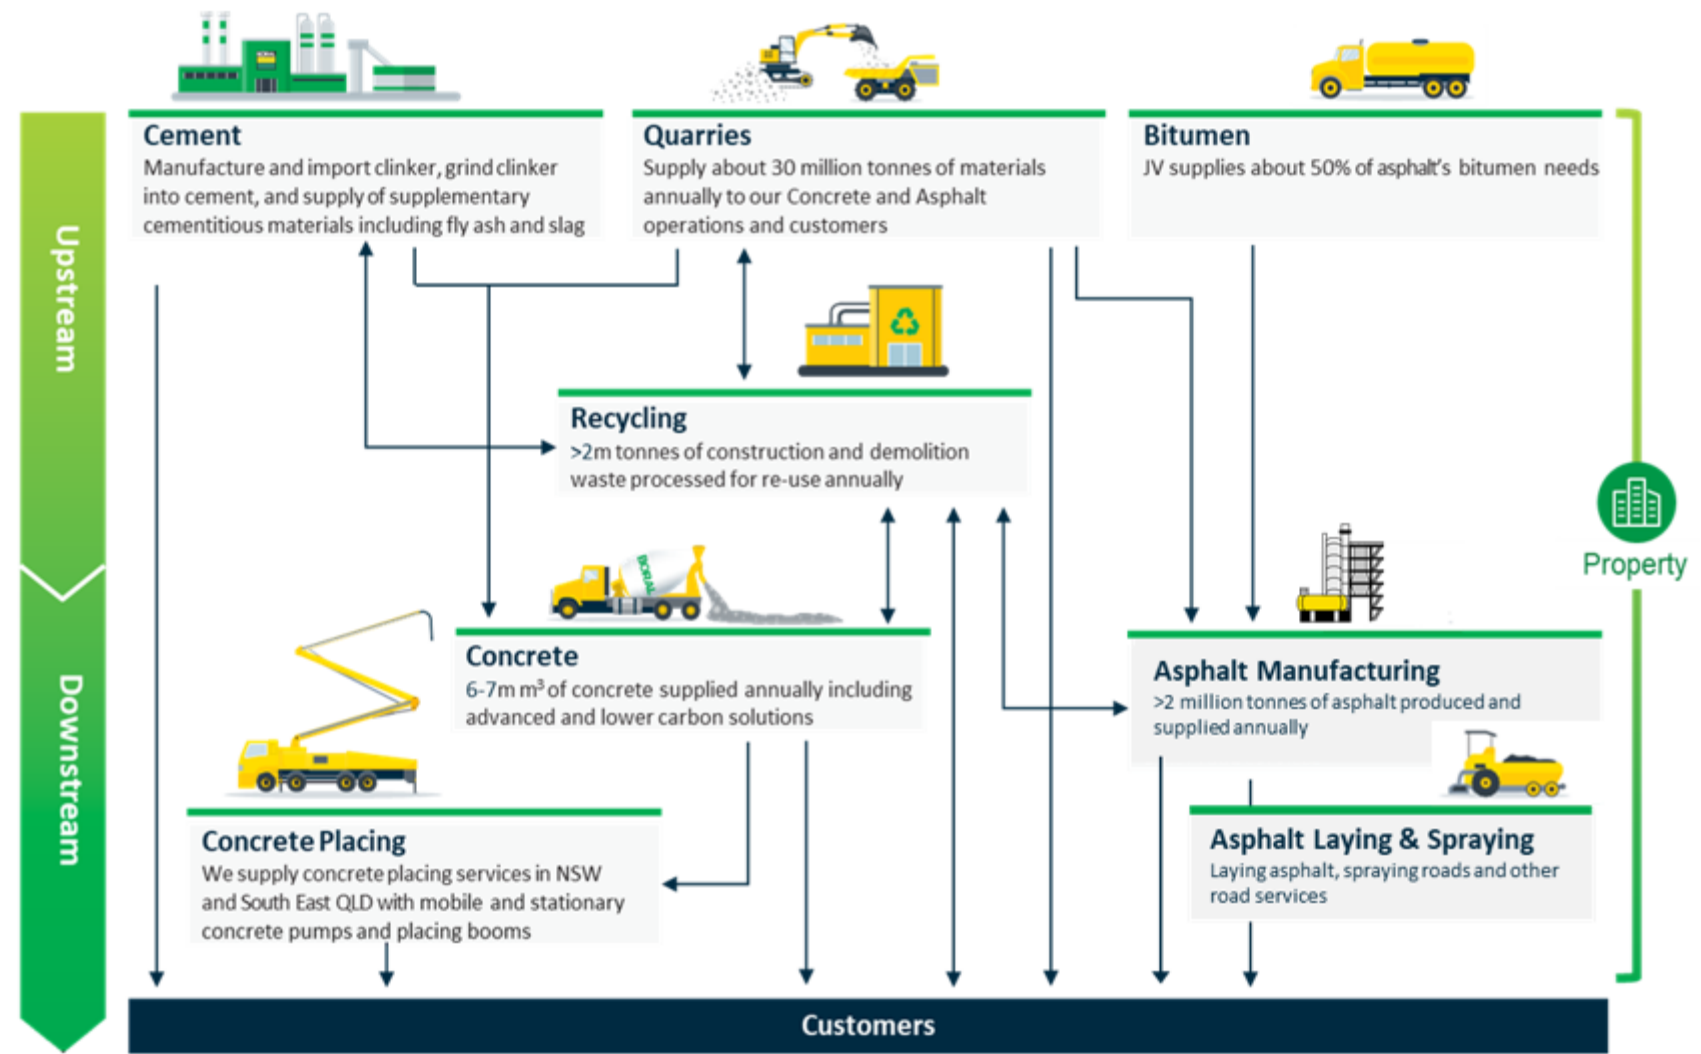 Cement
Manufacture and import clinker, grind clinker
into cement, and supply of supplementary
cementitious materials including fly ash and slag
Quarries
Supply about 30 million tonnes of materials
annually to our Concrete and Asphalt
operations and customers
Bitumen
JV supplies about 50% of asphalt's bitumen needs
Upstream
Recycling
>2m tonnes of construction and demolition
waste processed for re-use annually
Property
BORAL
Concrete
6-7m m³ of concrete supplied annually including
advanced and lower carbon solutions
Asphalt Manufacturing
>2 million tonnes of asphalt produced and
supplied annually
Downstream
Concrete Placing
We supply concrete placing services in NSW
and South East QLD with mobile and stationary
concrete pumps and placing booms
Asphalt Laying & Spraying
Laying asphalt, spraying roads and other
road services
Customers